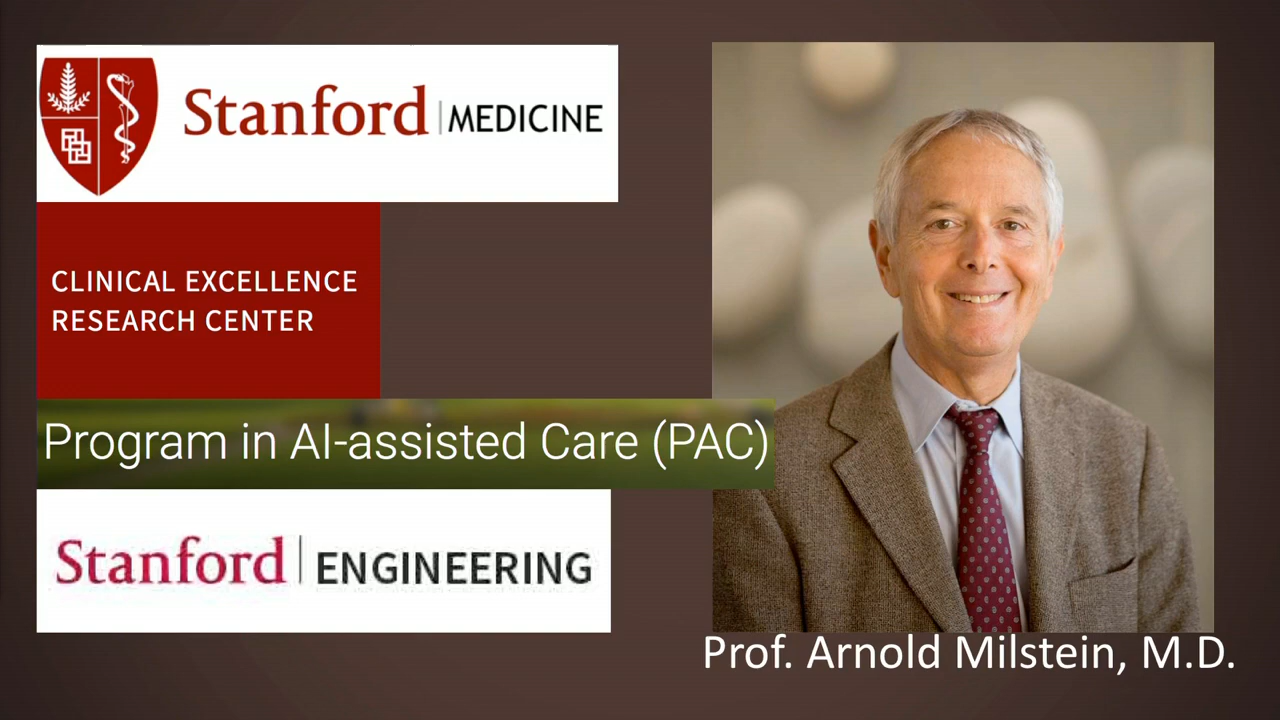 Stanford MEDICINE
CLINICAL EXCELLENCE
RESEARCH CENTER
Program in AI-assisted Care (PAC)
Stanford ENGINEERING
Prof. Arnold Milstein, M.D.